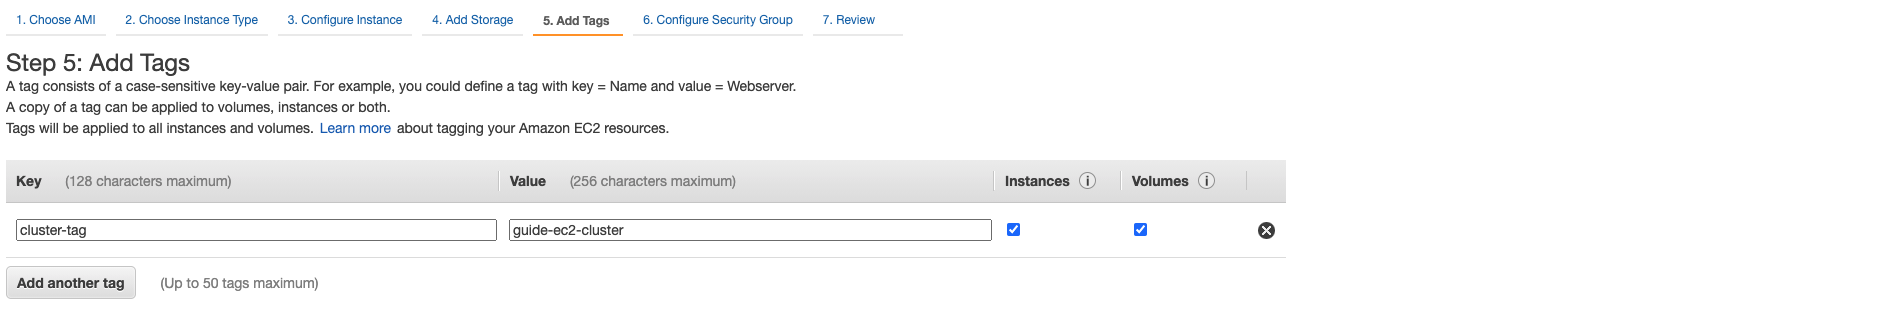 1. Choose AMI 2. Choose Instance Type 3. Configure Instance 4. Add Storage 5. Add Tags 6. Configure Security Group 7. Review
Step 5: Add Tags
A tag consists of a case-sensitive key-value pair. For example, you could define a tag with key = Name and value = Webserver.
A copy of a tag can be applied to volumes, instances or both.
Tags will be applied to all instances and volumes. Learn more about tagging your Amazon EC2 resources.
Key (128 characters maximum) Value (256 characters maximum) Instances i Volumes i
cluster-tag guide-ec2-cluster
Add another tag (Up to 50 tags maximum)